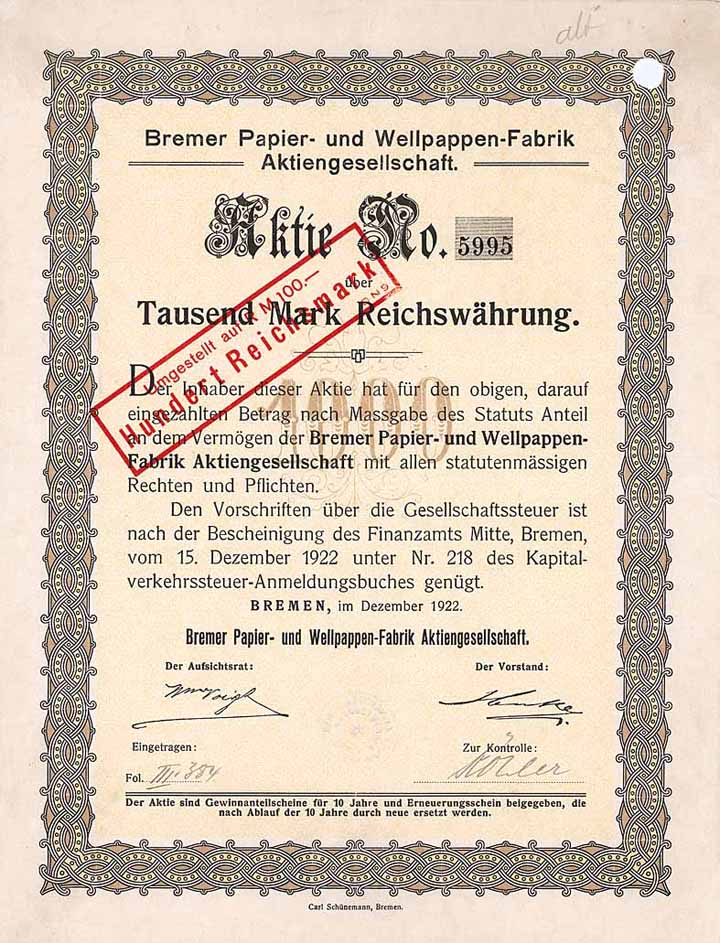 alt
Bremer Papier- und Wellpappen-Fabrik
Aktiengesellschaft.
Aktie No. 5995
über
Tausend Mark Reichswährung.
Umgestellt auf R M 100.—
Hundert Reichsmark
1000
Der Inhaber dieser Aktie hat für den obigen, darauf
eingezahlten Betrag nach Massgabe des Statuts Anteil
an dem Vermögen der Bremer Papier- und Wellpappen-
Fabrik Aktiengesellschaft mit allen statutenmässigen
Rechten und Pflichten.
Den Vorschriften über die Gesellschaftssteuer ist
nach der Bescheinigung des Finanzamts Mitte, Bremen,
vom 15. Dezember 1922 unter Nr. 218 des Kapital-
verkehrssteuer-Anmeldungsbuches genügt.
BREMEN, im Dezember 1922.
Bremer Papier- und Wellpappen-Fabrik Aktiengesellschaft.
Der Aufsichtsrat: Der Vorstand:
Voigt
Eingetragen: Zur Kontrolle:
Fol. III. 384 Köhler
Der Aktie sind Gewinnanteilscheine für 10 Jahre und Erneuerungsschein beigegeben, die
nach Ablauf der 10 Jahre durch neue ersetzt werden.
Carl Schünemann, Bremen.